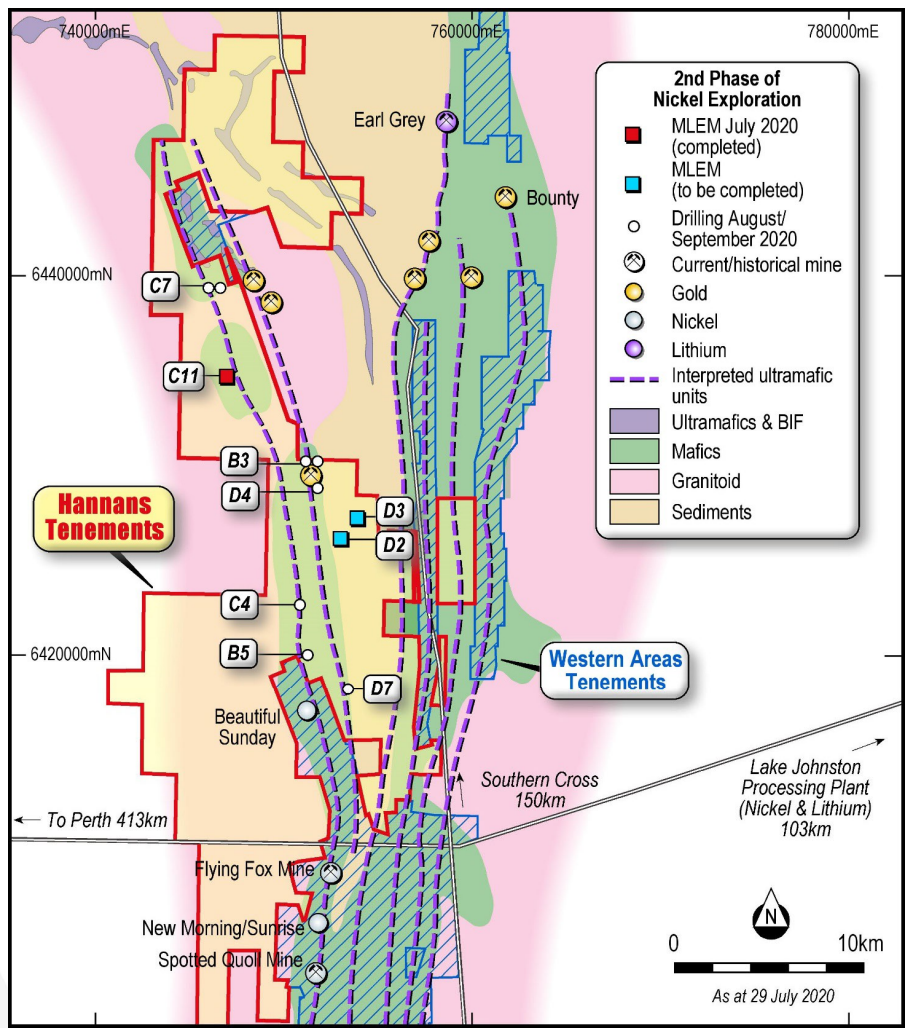 740000mE
760000mE
780000mE
2nd Phase of
Nickel Exploration
MLEM July 2020
(completed)
MLEM
(to be completed)
Drilling August/
September 2020
Current/historical mine
Gold
Nickel
Lithium
Interpreted ultramafic
units
Ultramafics & BIF
Mafics
Granitoid
Sediments
Earl Grey
Bounty
6440000mN
C7
C11
B3
D4
D3
D2
Hannans
Tenements
C4
B5
6420000mN
D7
Western Areas
Tenements
Beautiful
Sunday
Southern Cross
150km
Lake Johnston
Processing Plant
(Nickel & Lithium)
103km
To Perth 413km
Flying Fox Mine
New Morning/Sunrise
Spotted Quoll Mine
N
0
10km
As at 29 July 2020